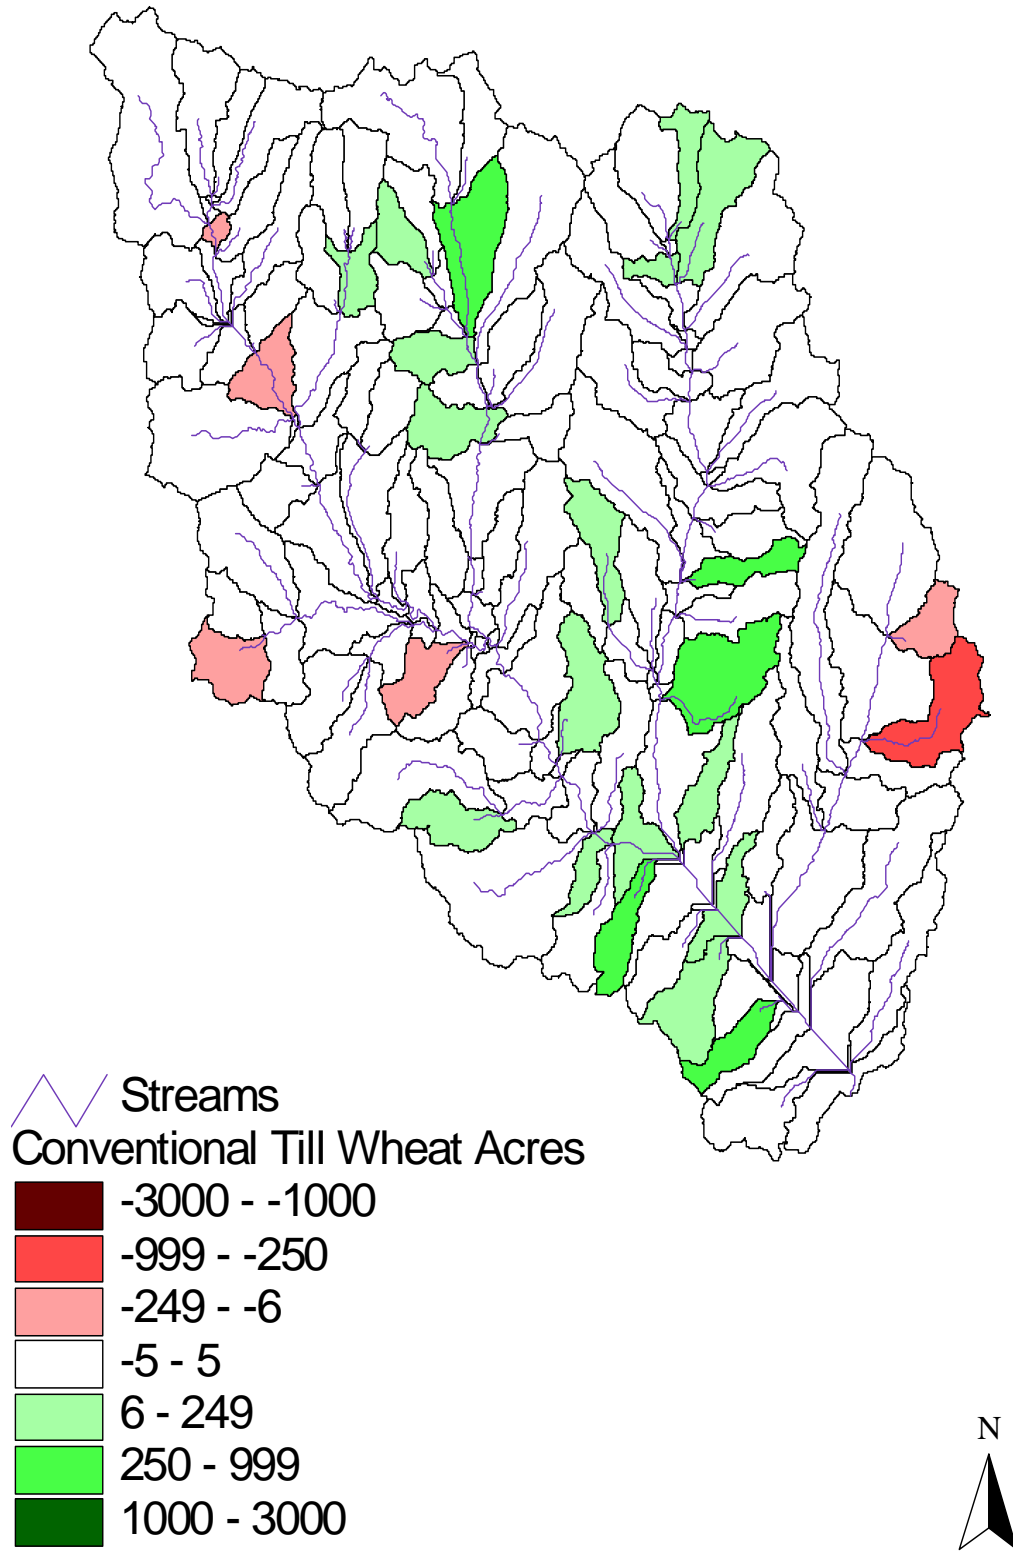 Streams
Conventional Till Wheat Acres
-3000 - -1000
-999 - -250
-249 - -6
-5 - 5
6 - 249
250 - 999
1000 - 3000
N